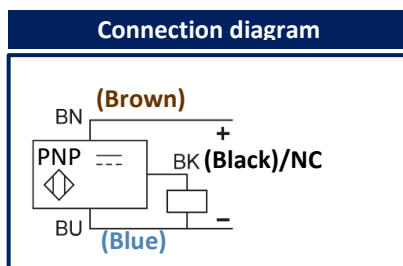 Connection diagram
BN (Brown)
+
PNP
BK (Black)/NC
BU (Blue)
−